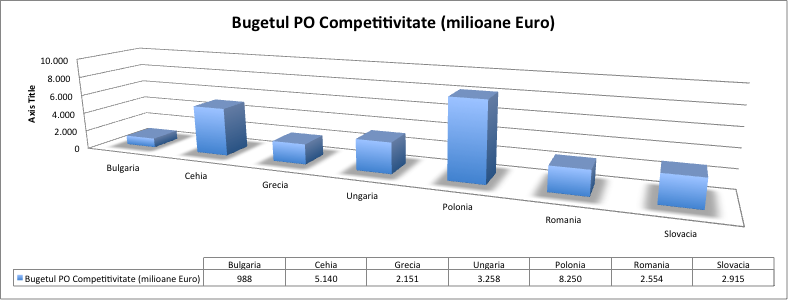 Bugetul PO Competitivitate (milioane Euro)
10.000
8.000
6.000
4.000
2.000
0
Axis Title
Bulgaria
Cehia
Grecia
Ungaria
Polonia
Romania
Slovacia
Bulgaria Cehia Grecia Ungaria Polonia Romania Slovacia
Bugetul PO Competitivitate (milioane Euro) 988 5.140 2.151 3.258 8.250 2.554 2.915